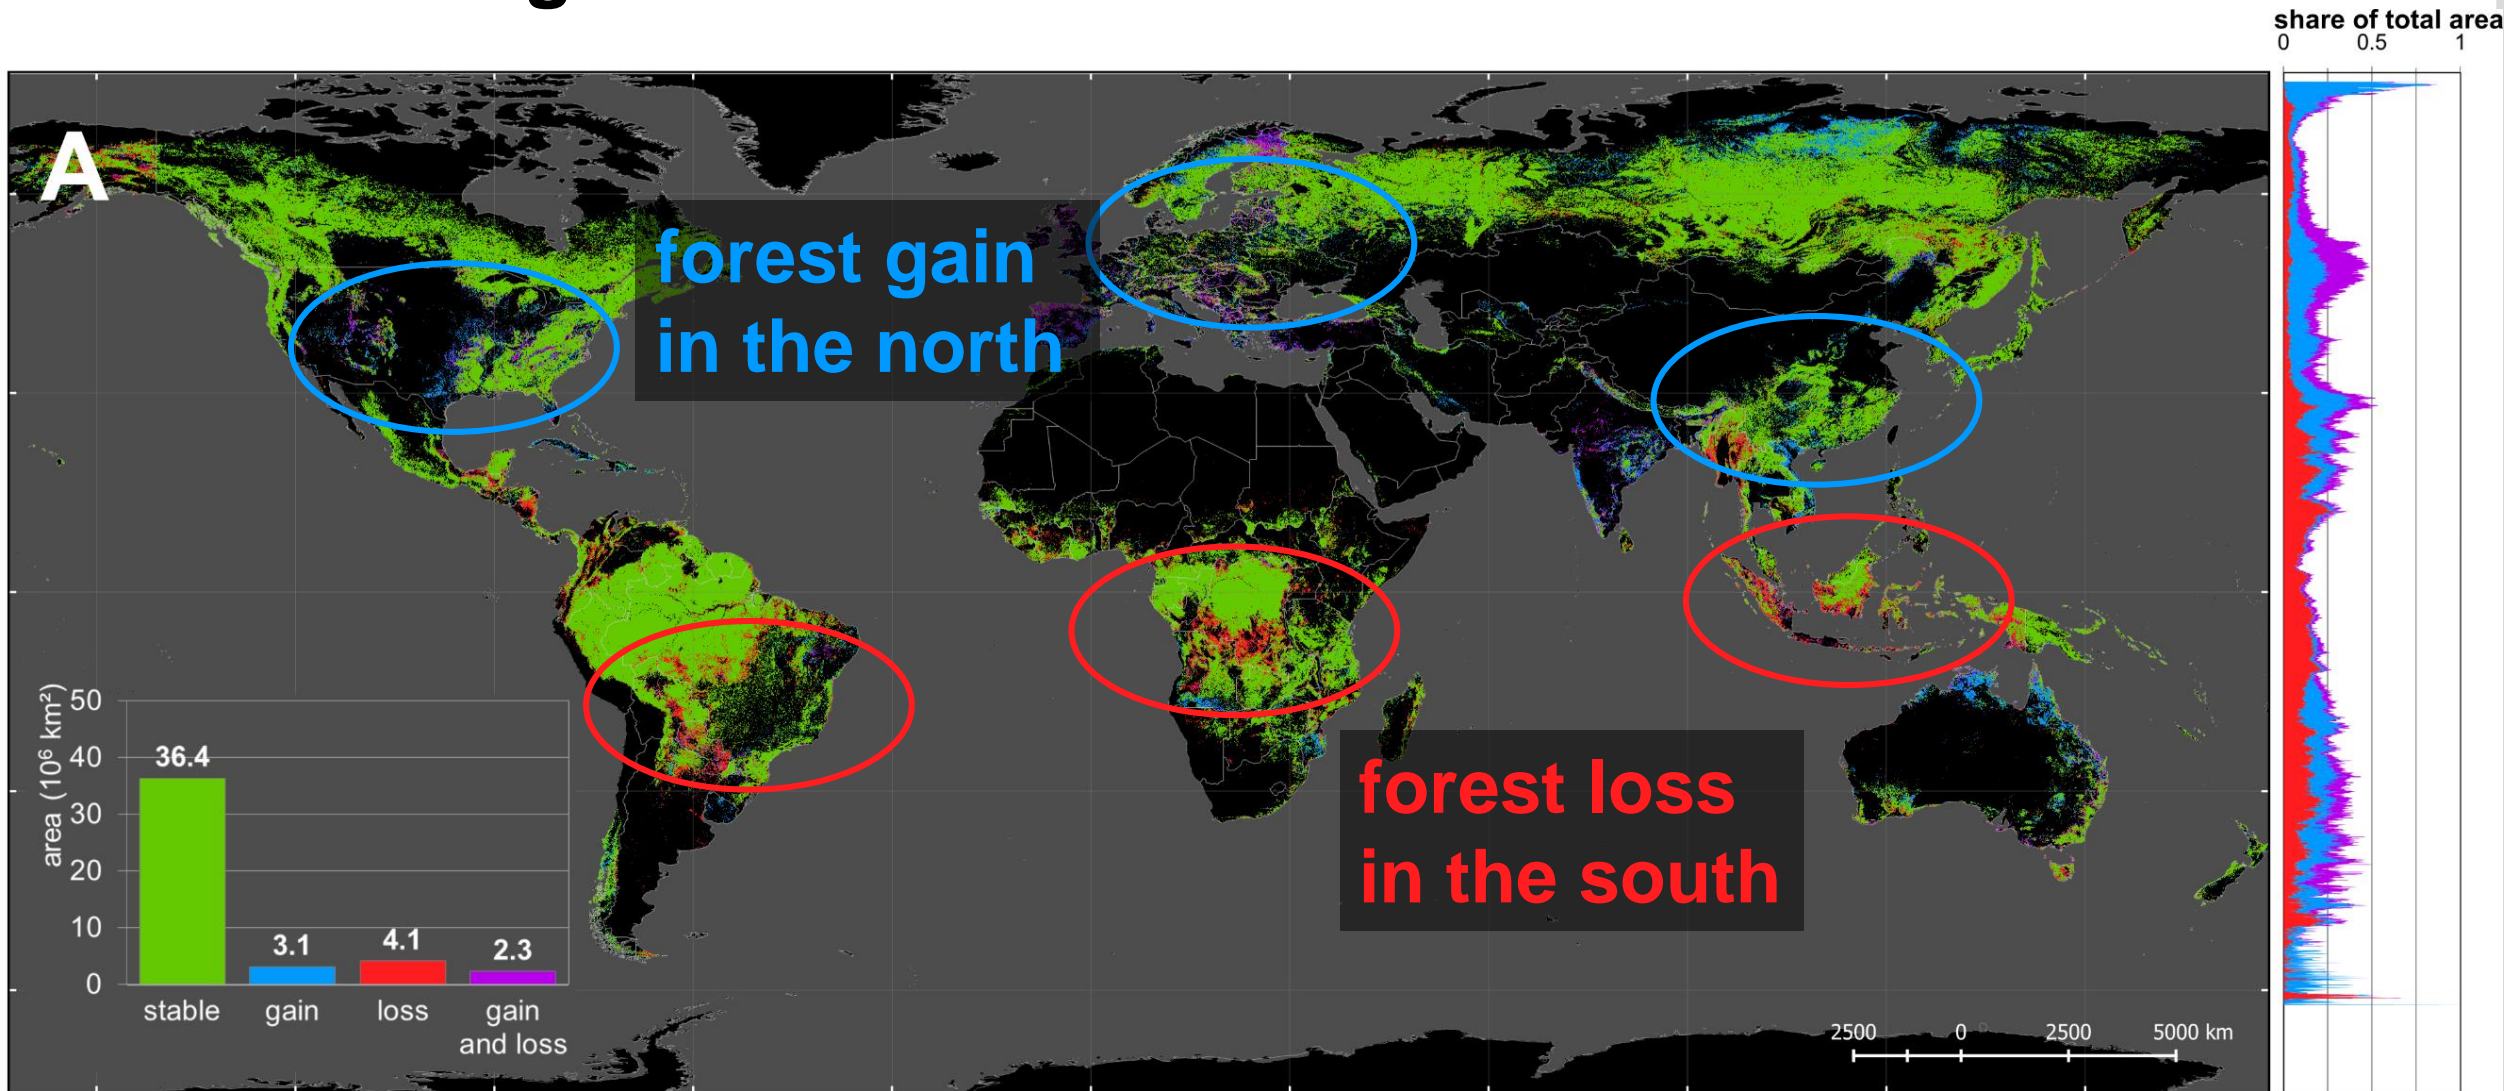 share of total area
0 0.5 1
A
forest gain
in the north
forest loss
in the south
area (10⁶ km²)
50
40
30
20
10
0
36.4
3.1
4.1
2.3
stable
gain
loss
gain
and loss
2500 0 2500 5000 km